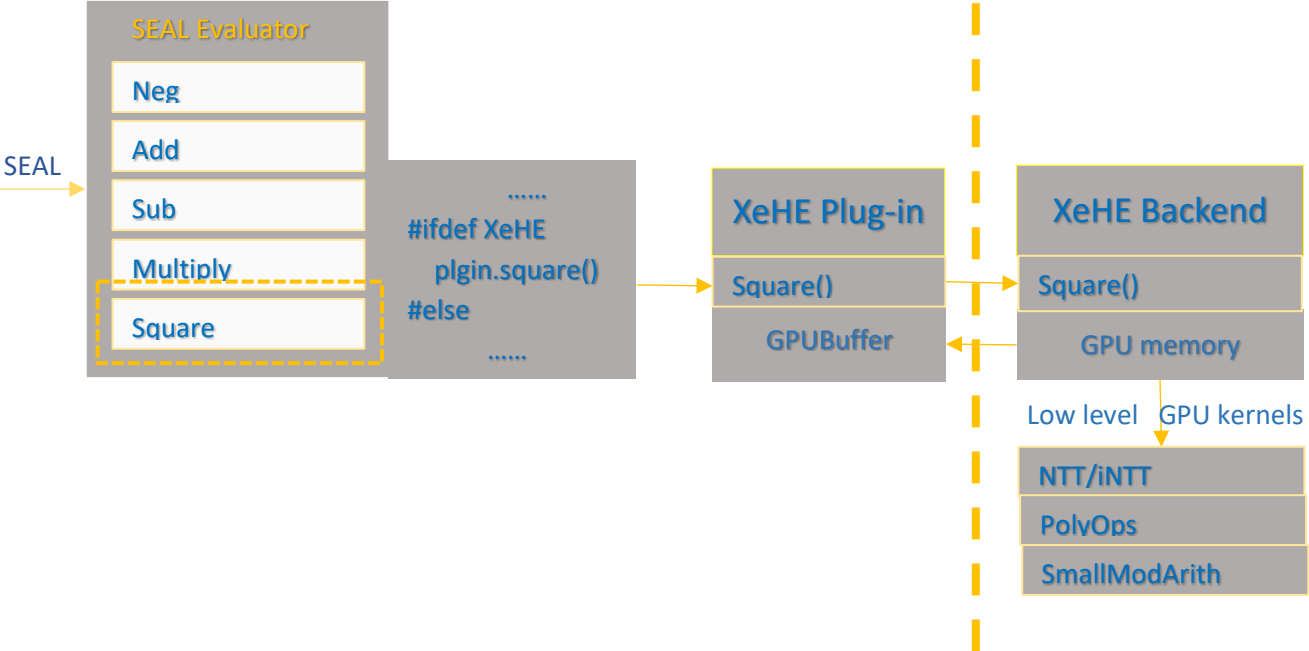 SEAL
SEAL Evaluator
Neg
Add
Sub
Multiply
Square
......
#ifdef XeHE
plgin.square()
#else
......
XeHE Plug-in
Square()
GPUBuffer
XeHE Backend
Square()
GPU memory
Low level GPU kernels
NTT/iNTT
PolyOps
SmallModArith